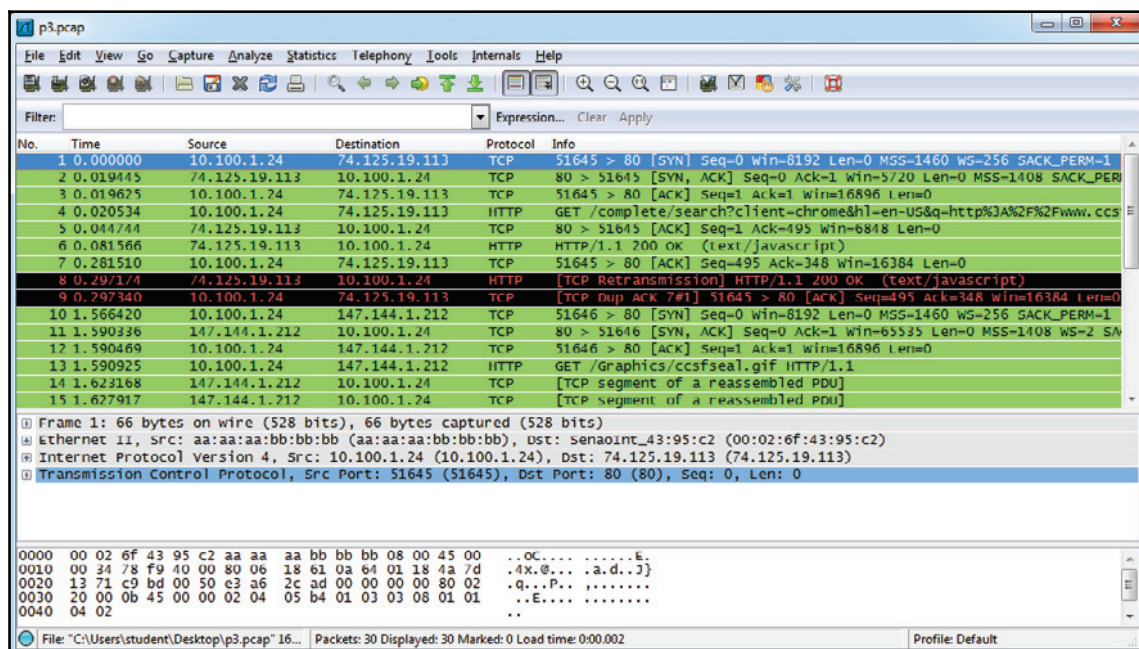 p3.pcap
File Edit View Go Capture Analyze Statistics Telephony Tools Internals Help
Filter: Expression... Clear Apply
No. Time Source Destination Protocol Info
1 0.000000 10.100.1.24 74.125.19.113 TCP 51645 > 80 [SYN] Seq=0 Win=8192 Len=0 MSS=1460 WS=256 SACK_PERM=1
2 0.019445 74.125.19.113 10.100.1.24 TCP 80 > 51645 [SYN, ACK] Seq=0 Ack=1 Win=5720 Len=0 MSS=1408 SACK_PER
3 0.019625 10.100.1.24 74.125.19.113 TCP 51645 > 80 [ACK] Seq=1 Ack=1 Win=16896 Len=0
4 0.020534 10.100.1.24 74.125.19.113 HTTP GET /complete/search?client=chrome&hl=en-US&q=http%3A%2F%2Fwww.ccs
5 0.044744 74.125.19.113 10.100.1.24 TCP 80 > 51645 [ACK] Seq=1 Ack=495 Win=6848 Len=0
6 0.081566 74.125.19.113 10.100.1.24 HTTP HTTP/1.1 200 OK (text/javascript)
7 0.281510 10.100.1.24 74.125.19.113 TCP 51645 > 80 [ACK] Seq=495 Ack=348 Win=16384 Len=0
8 0.297174 74.125.19.113 10.100.1.24 HTTP [TCP Retransmission] HTTP/1.1 200 OK (text/javascript)
9 0.297340 10.100.1.24 74.125.19.113 TCP [TCP Dup ACK 7#1] 51645 > 80 [ACK] Seq=495 Ack=348 Win=16384 Len=0
10 1.566420 10.100.1.24 147.144.1.212 TCP 51646 > 80 [SYN] Seq=0 Win=8192 Len=0 MSS=1460 WS=256 SACK_PERM=1
11 1.590336 147.144.1.212 10.100.1.24 TCP 80 > 51646 [SYN, ACK] Seq=0 Ack=1 Win=65535 Len=0 MSS=1408 WS=2 SA
12 1.590469 10.100.1.24 147.144.1.212 TCP 51646 > 80 [ACK] Seq=1 Ack=1 Win=16896 Len=0
13 1.590925 10.100.1.24 147.144.1.212 HTTP GET /Graphics/ccsfseal.gif HTTP/1.1
14 1.623168 147.144.1.212 10.100.1.24 TCP [TCP segment of a reassembled PDU]
15 1.627917 147.144.1.212 10.100.1.24 TCP [TCP segment of a reassembled PDU]
Frame 1: 66 bytes on wire (528 bits), 66 bytes captured (528 bits)
Ethernet II, Src: aa:aa:aa:bb:bb:bb (aa:aa:aa:bb:bb:bb), Dst: SenaoInt_43:95:c2 (00:02:6f:43:95:c2)
Internet Protocol Version 4, Src: 10.100.1.24 (10.100.1.24), Dst: 74.125.19.113 (74.125.19.113)
Transmission Control Protocol, Src Port: 51645 (51645), Dst Port: 80 (80), Seq: 0, Len: 0
0000 00 02 6f 43 95 c2 aa aa aa bb bb bb 08 00 45 00 ..oC.... ......E.
0010 00 34 78 f9 40 00 80 06 18 61 0a 64 01 18 4a 7d .4x.@... .a.d..J}
0020 13 71 c9 bd 00 50 e3 a6 2c ad 00 00 00 00 80 02 .q...P.. ,.......
0030 20 00 0b 45 00 00 02 04 05 b4 01 03 03 08 01 01 ..E.... ........
0040 04 02 ..
File: "C:\Users\student\Desktop\p3.pcap" 16... Packets: 30 Displayed: 30 Marked: 0 Load time: 0:00.002 Profile: Default